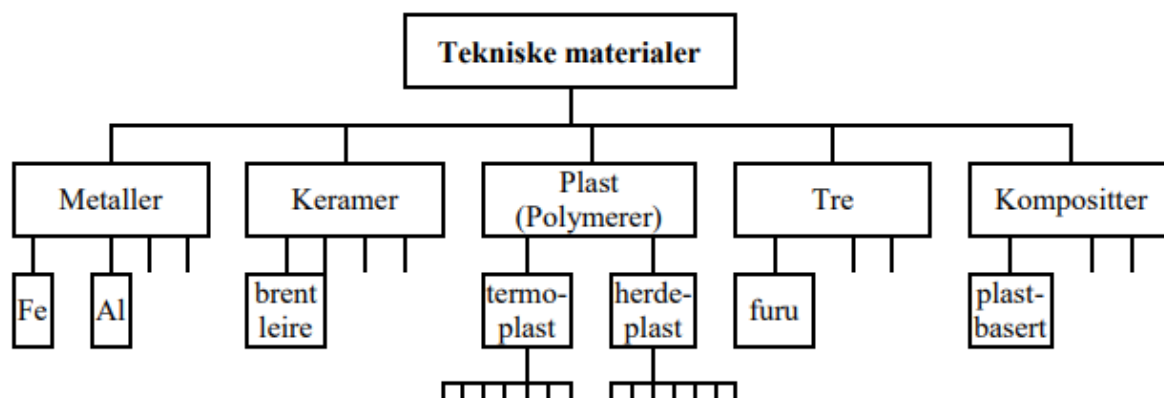 Tekniske materialer
Metaller
Keramer
Plast
(Polymerer)
Tre
Kompositter
Fe
Al
brent
leire
termo-
plast
herde-
plast
furu
plast-
basert